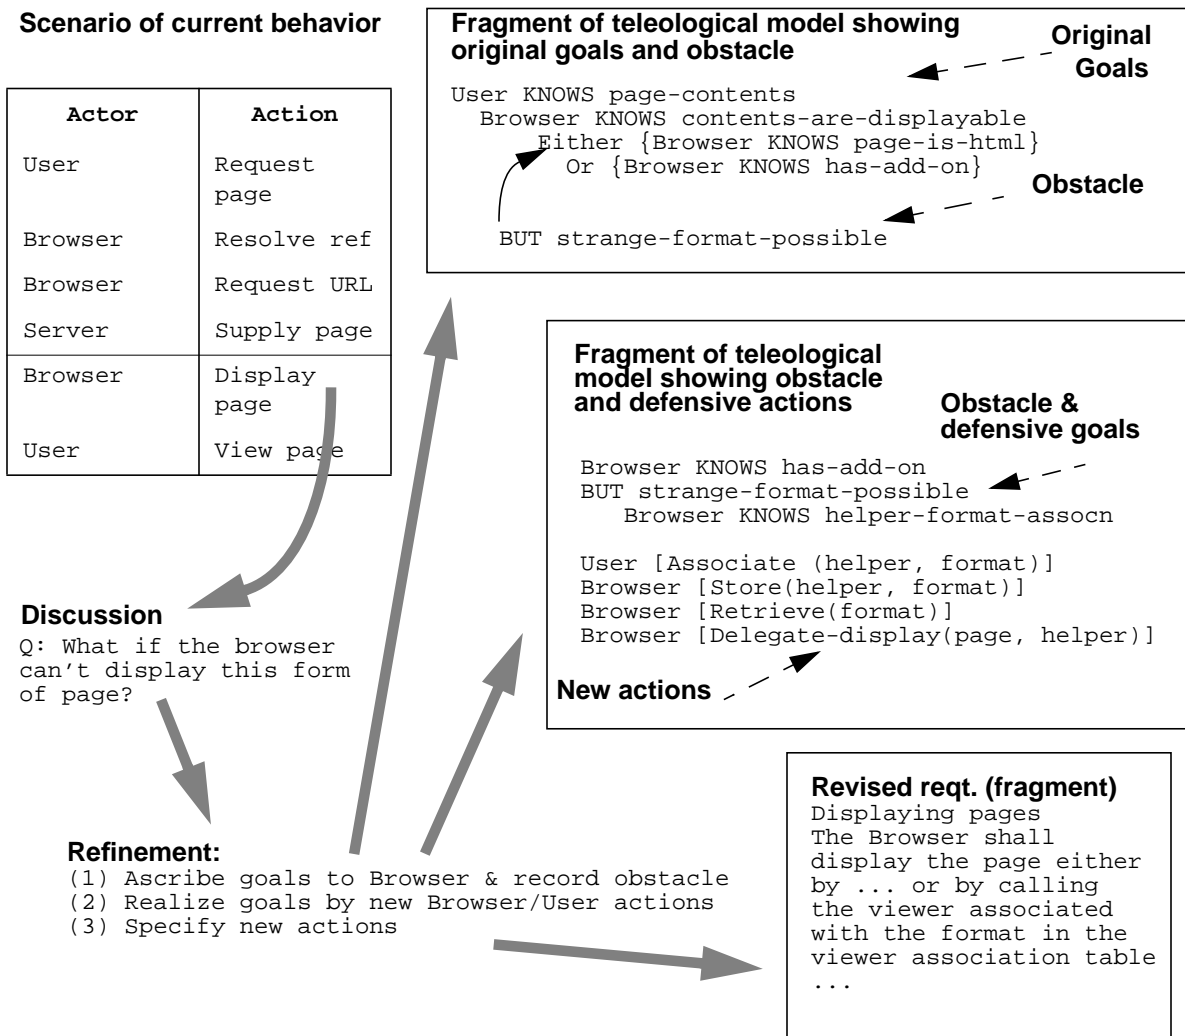 Scenario of current behavior
Actor Action
User Request
page
Browser Resolve ref
Browser Request URL
Server Supply page
Browser Display
page
User View page
Discussion
Q: What if the browser
can't display this form
of page?
Refinement:
(1) Ascribe goals to Browser & record obstacle
(2) Realize goals by new Browser/User actions
(3) Specify new actions
Fragment of teleological model showing
original goals and obstacle
Original
Goals
User KNOWS page-contents
Browser KNOWS contents-are-displayable
Either {Browser KNOWS page-is-html}
Or {Browser KNOWS has-add-on}
Obstacle
BUT strange-format-possible
Fragment of teleological
model showing obstacle
and defensive actions
Obstacle &
defensive goals
Browser KNOWS has-add-on
BUT strange-format-possible
Browser KNOWS helper-format-assocn
User [Associate (helper, format)]
Browser [Store(helper, format)]
Browser [Retrieve(format)]
Browser [Delegate-display(page, helper)]
New actions
Revised reqt. (fragment)
Displaying pages
The Browser shall
display the page either
by ... or by calling
the viewer associated
with the format in the
viewer association table
...